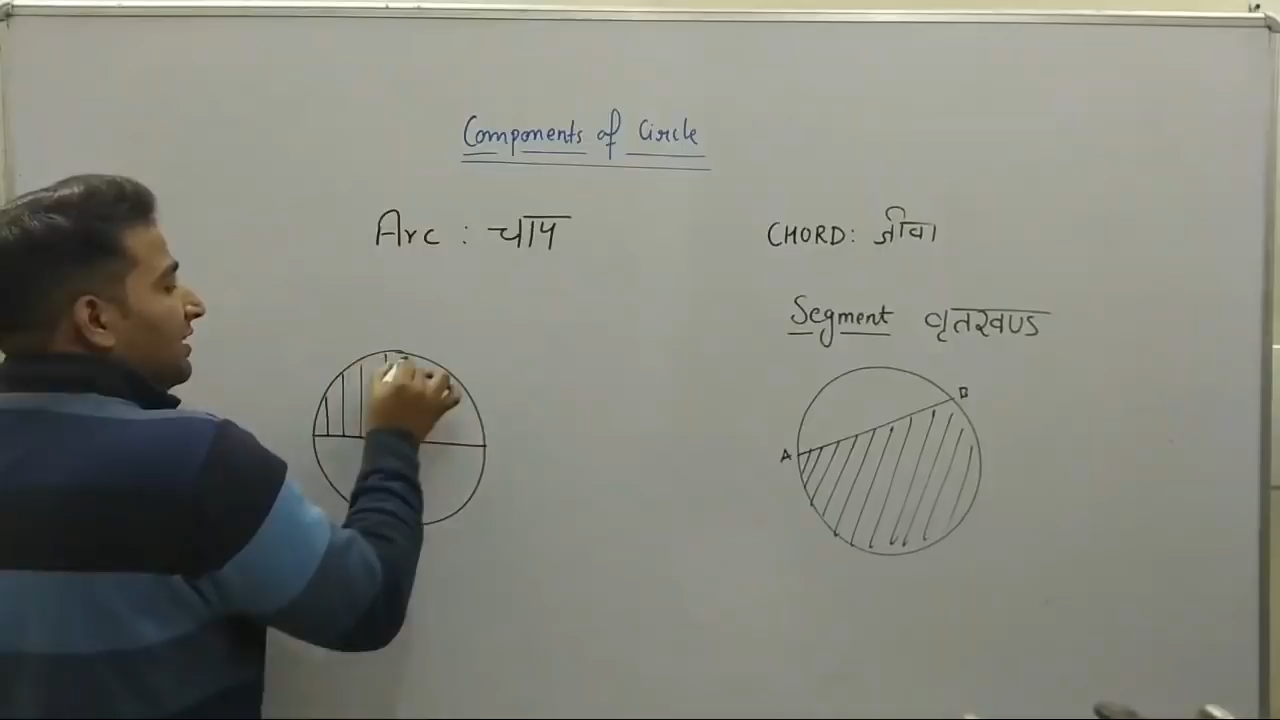 Components of Circle
Arc : चाप
CHORD: जीवा
Segment वृतखण्ड
B
A